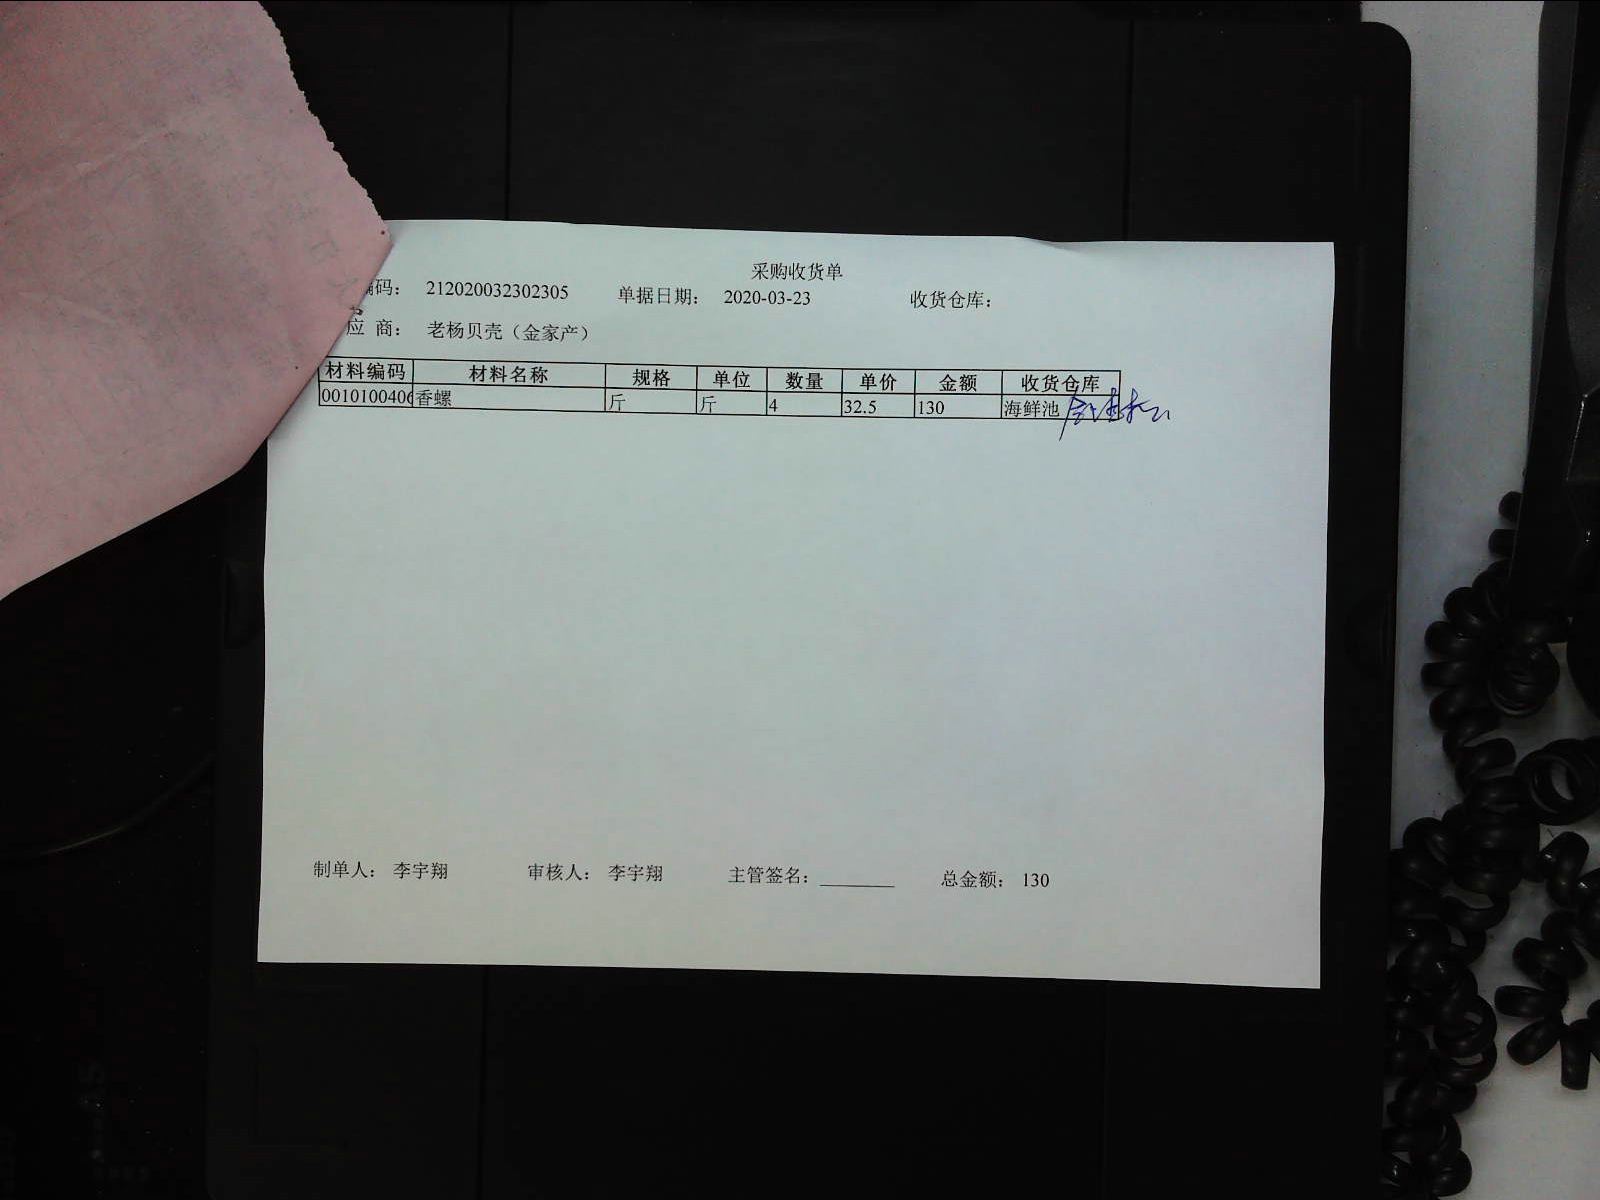 采购收货单
编码： 212020032302305 单据日期： 2020-03-23 收货仓库：
应 商： 老杨贝壳（金家产）
材料编码 材料名称 规格 单位 数量 单价 金额 收货仓库
0010100406 香螺 斤 斤 4 32.5 130 海鲜池
制单人： 李宇翔 审核人： 李宇翔 主管签名： 总金额： 130